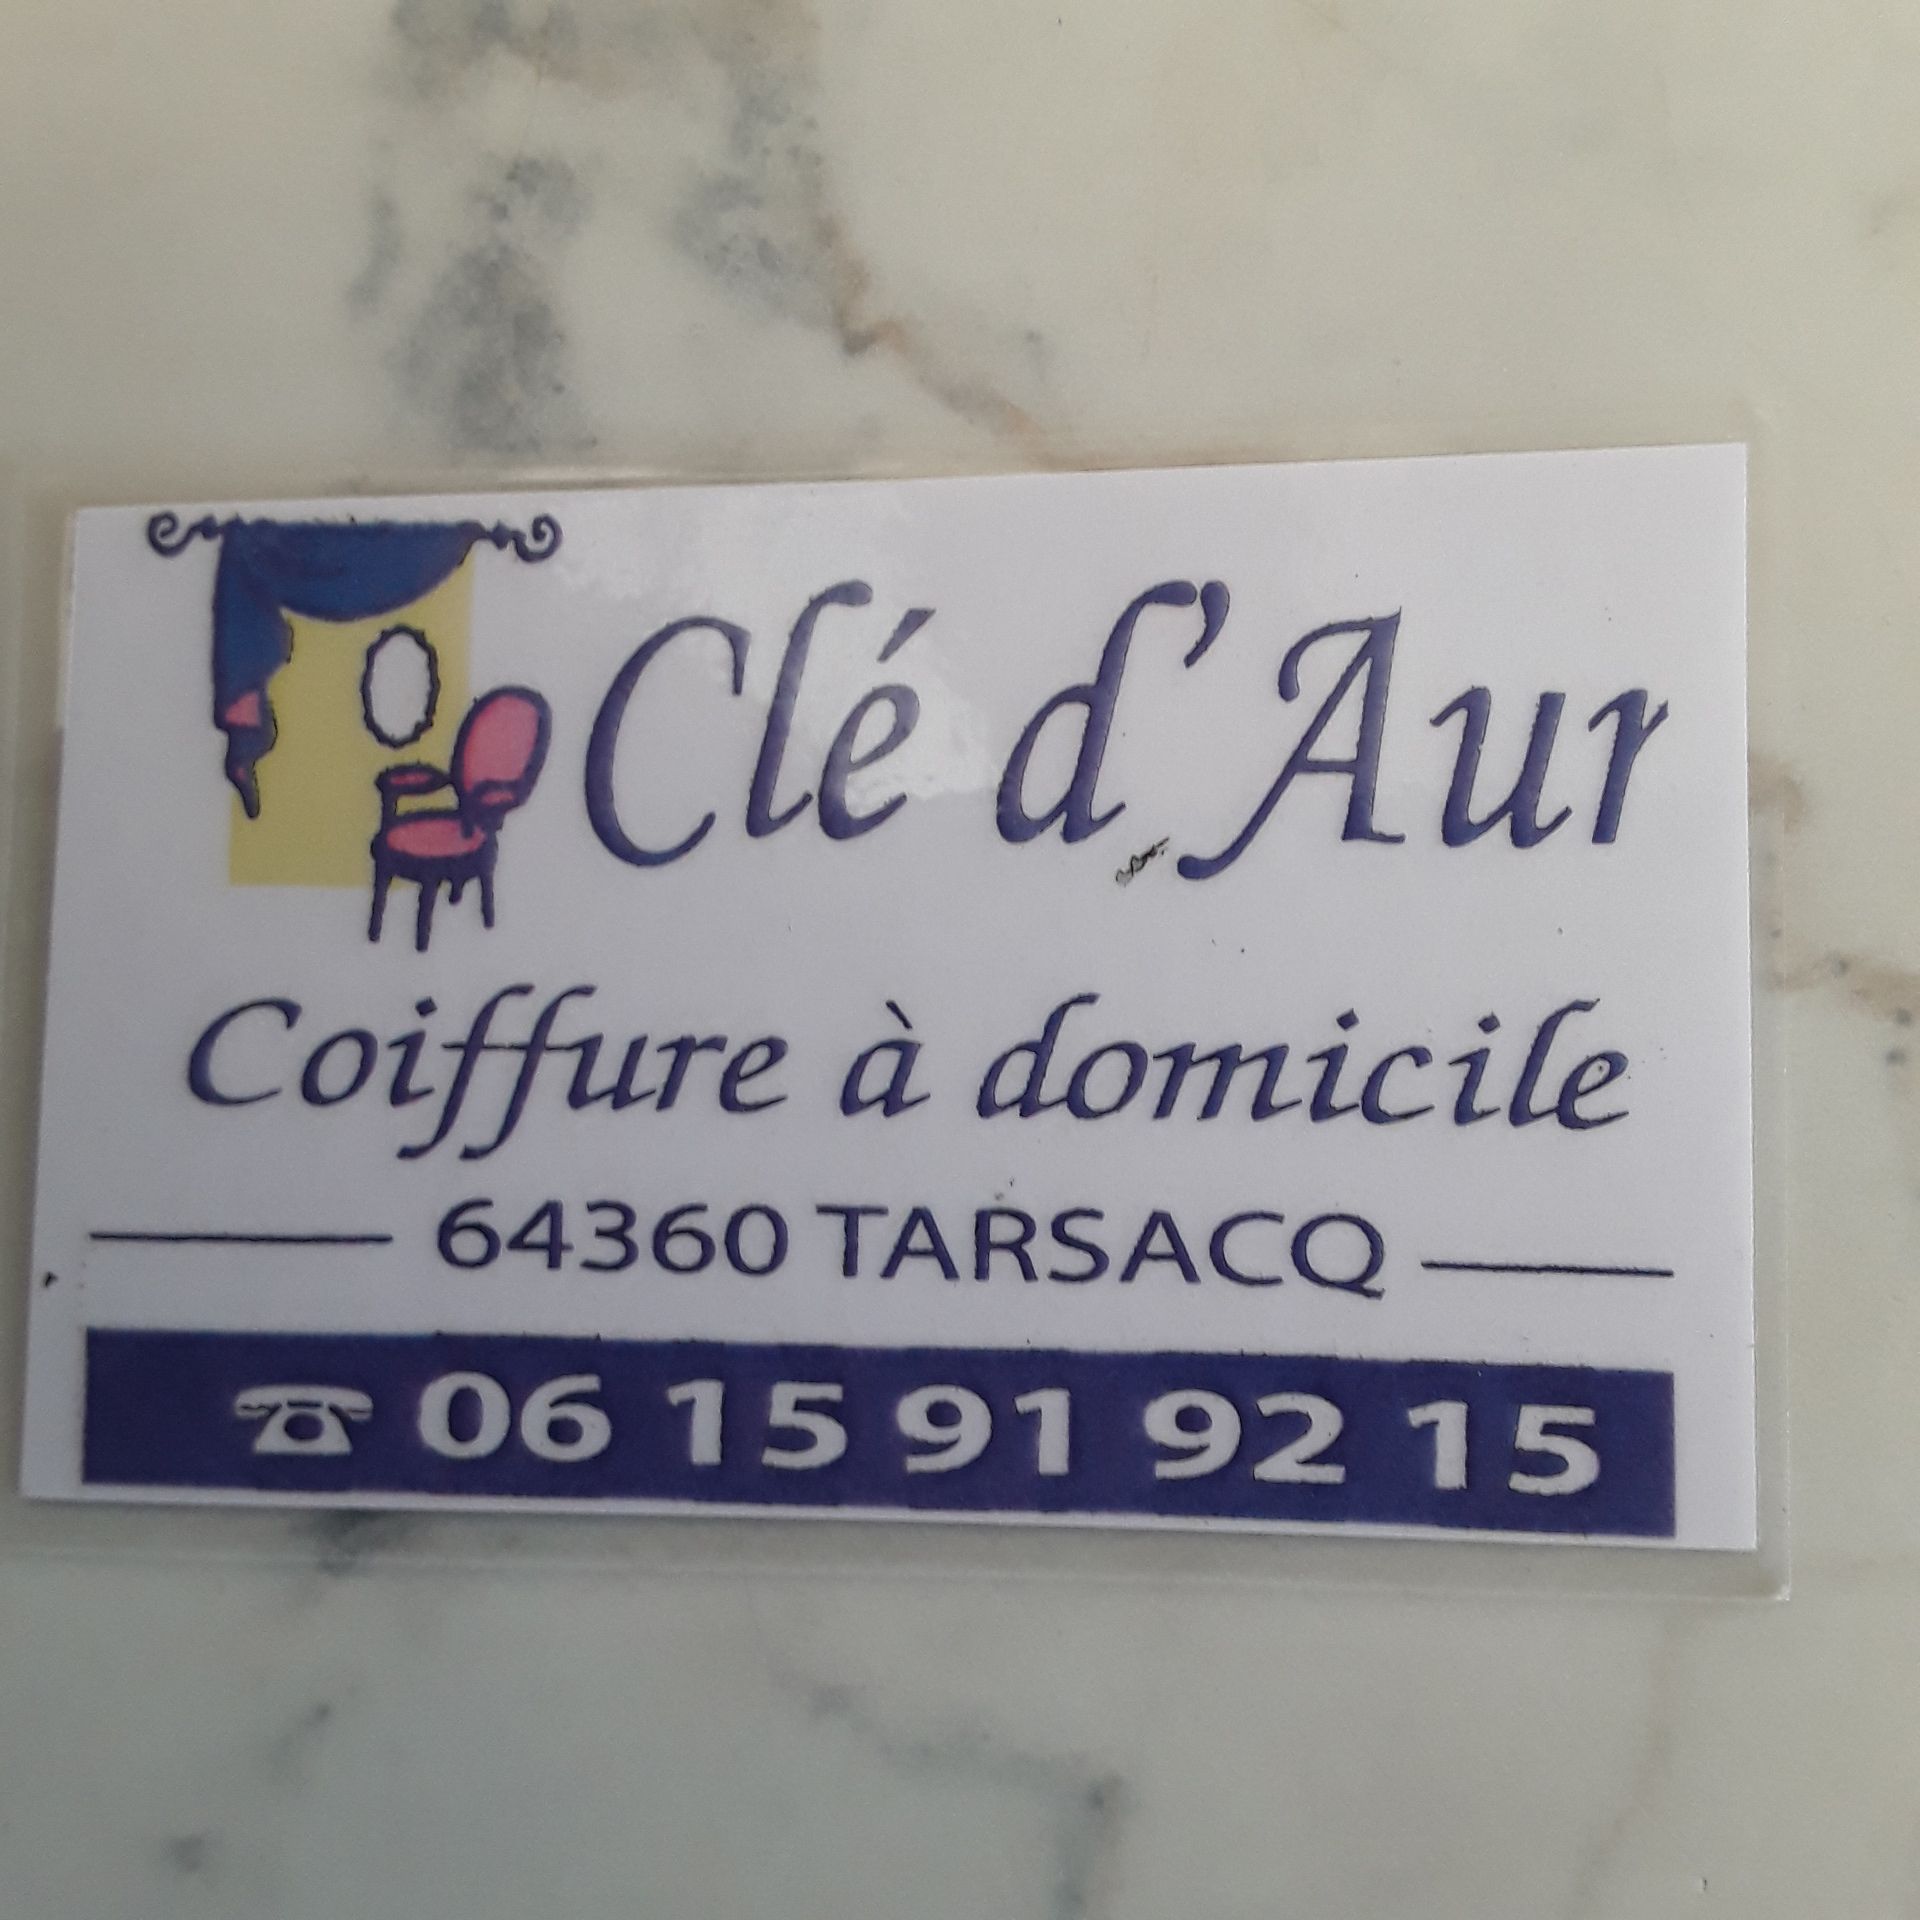 Clé d'Aur
Coiffure à domicile
64360 TARSACQ
☎ 06 15 91 92 15